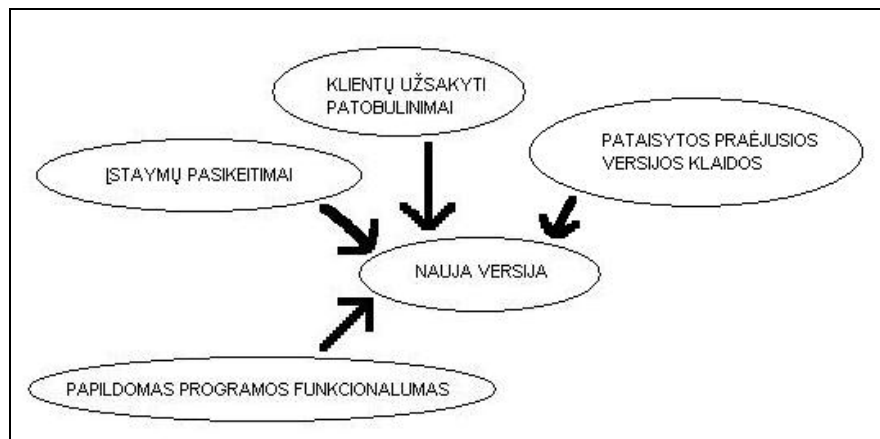 KLIENTŲ UŽSAKYTI
PATOBULINIMAI
PATAISYTOS PRAĖJUSIOS
VERSIJOS KLAIDOS
ĮSTAYMŲ PASIKEITIMAI
NAUJA VERSIJA
PAPILDOMAS PROGRAMOS FUNKCIONALUMAS